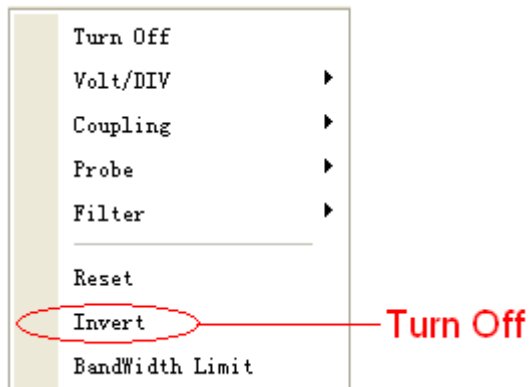 Turn Off
Volt/DIV
Coupling
Probe
Filter
Reset
Invert
Turn Off
BandWidth Limit